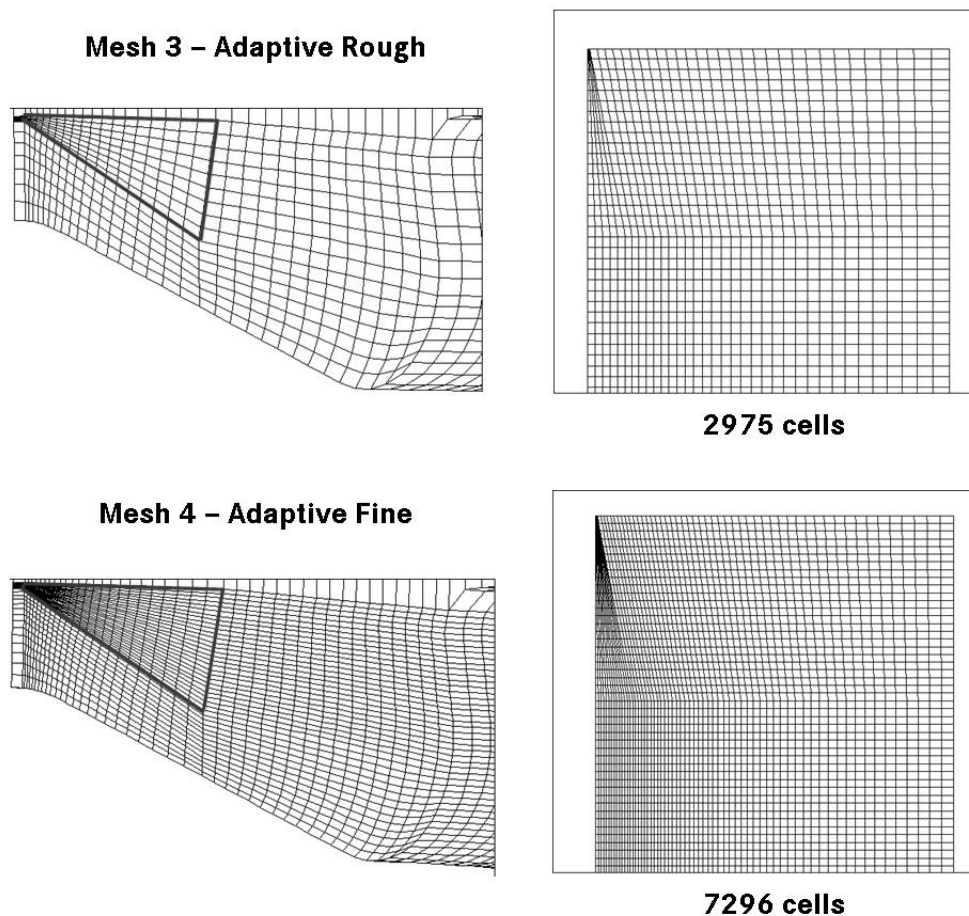 Mesh 3 – Adaptive Rough
2975 cells
Mesh 4 – Adaptive Fine
7296 cells